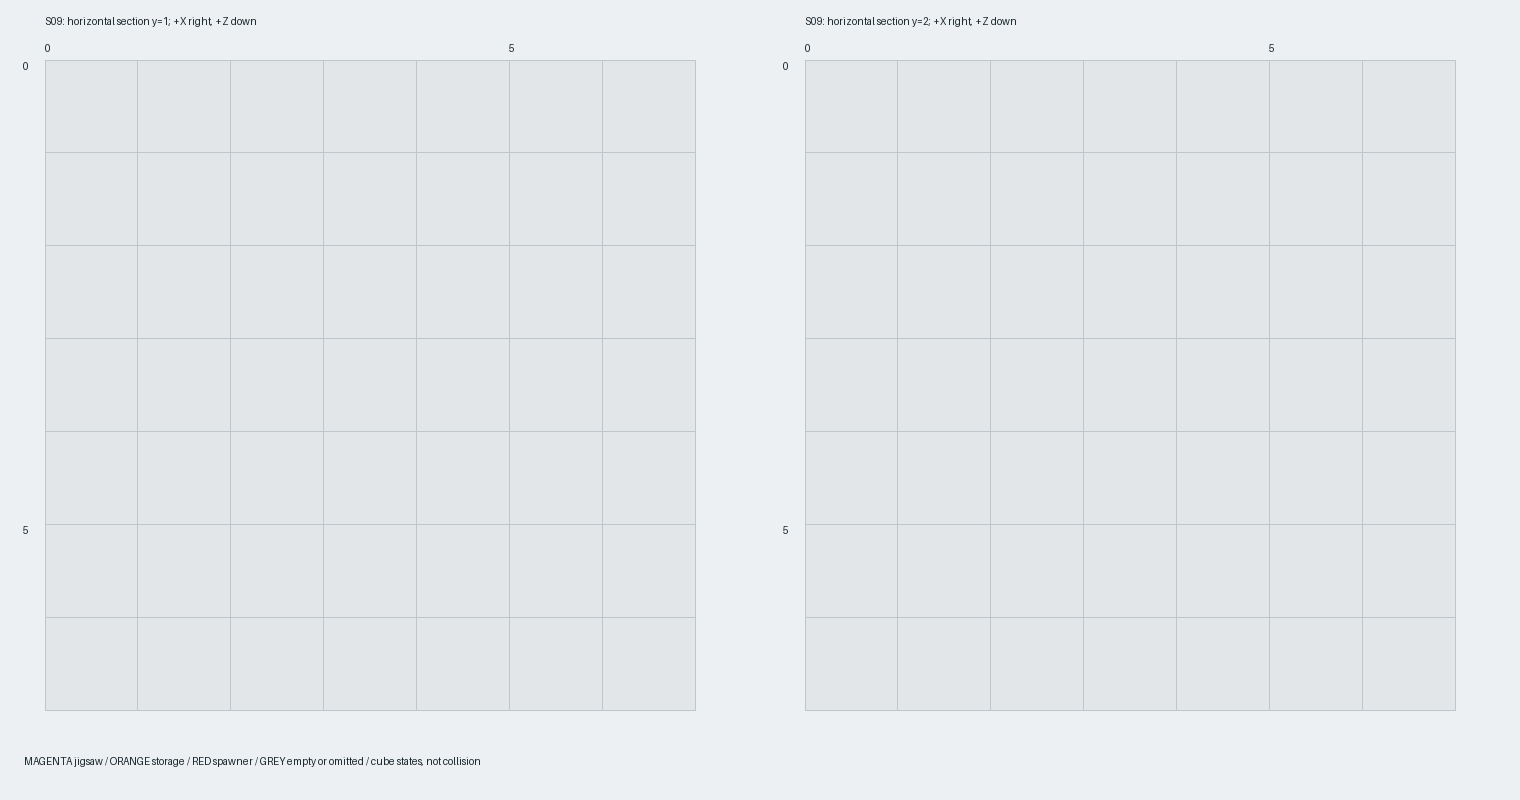 S09: horizontal section y=1; +X right, +Z down
S09: horizontal section y=2; +X right, +Z down
0 5
0 5
0
0
5
5
MAGENTA jigsaw / ORANGE storage / RED spawner / GREY empty or omitted / cube states, not collision